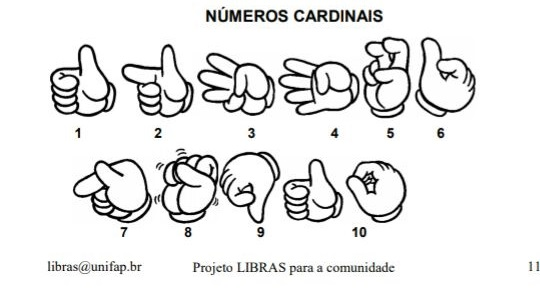 NÚMEROS CARDINAIS
1 2 3 4 5 6
7 8 9 10
libras@unifap.br Projeto LIBRAS para a comunidade 11